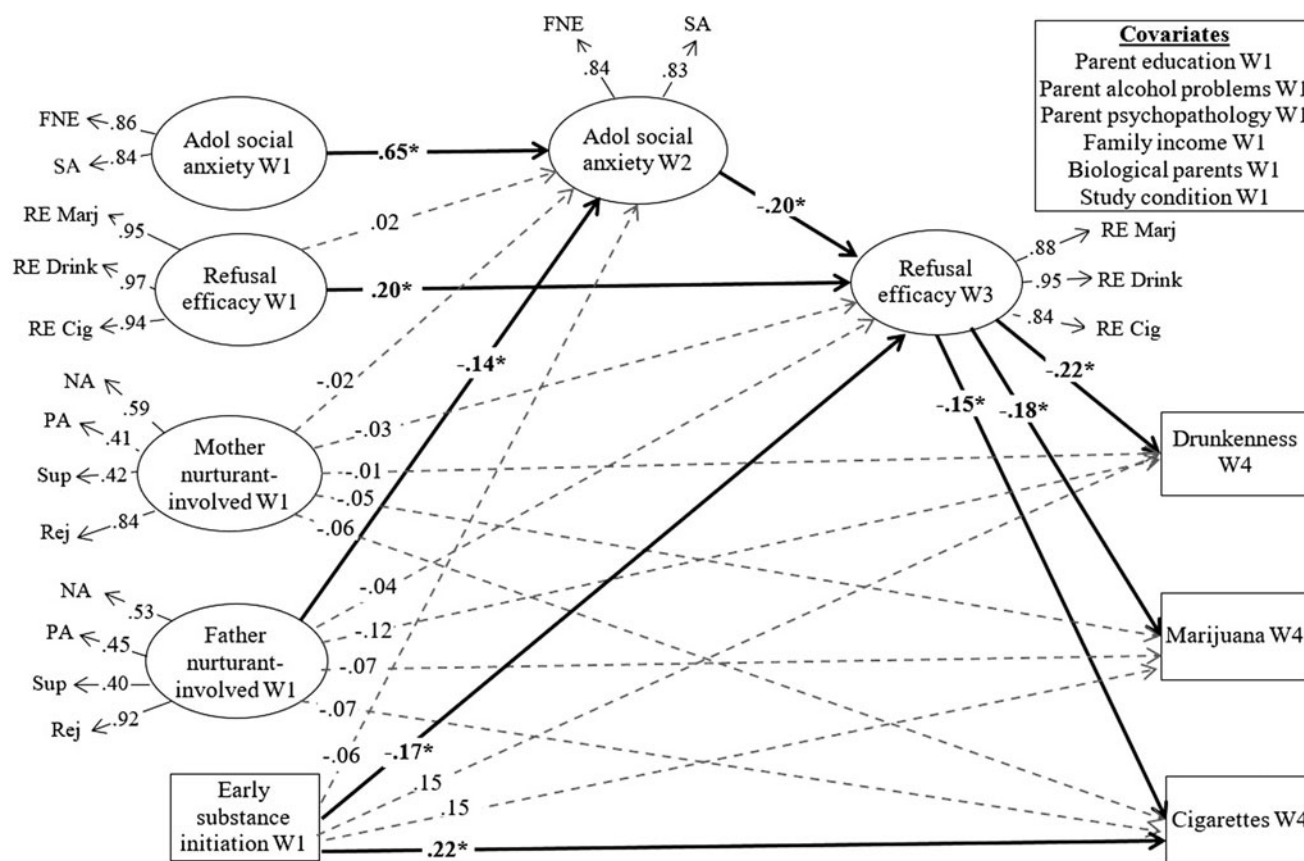 FNE
SA
.84
.83
Adol social
anxiety W2
Covariates
Parent education W1
Parent alcohol problems W1
Parent psychopathology W1
Family income W1
Biological parents W1
Study condition W1
FNE
SA
.86
.84
Adol social
anxiety W1
.65*
-.20*
RE Marj
RE Drink
RE Cig
.95
.97
.94
Refusal
efficacy W1
.02
.20*
Refusal
efficacy W3
.88
.95
.84
RE Marj
RE Drink
RE Cig
NA
PA
Sup
Rej
.59
.41
.42
.84
Mother
nurturant-
involved W1
-.02
-.14*
-.03
-.01
-.05
-.06
-.22*
-.15*
-.18*
Drunkenness
W4
NA
PA
Sup
Rej
.53
.45
.40
.92
Father
nurturant-
involved W1
-.04
-.12
-.07
-.07
Marijuana W4
Early
substance
initiation W1
-.06
-.17*
.15
.15
.22*
Cigarettes W4